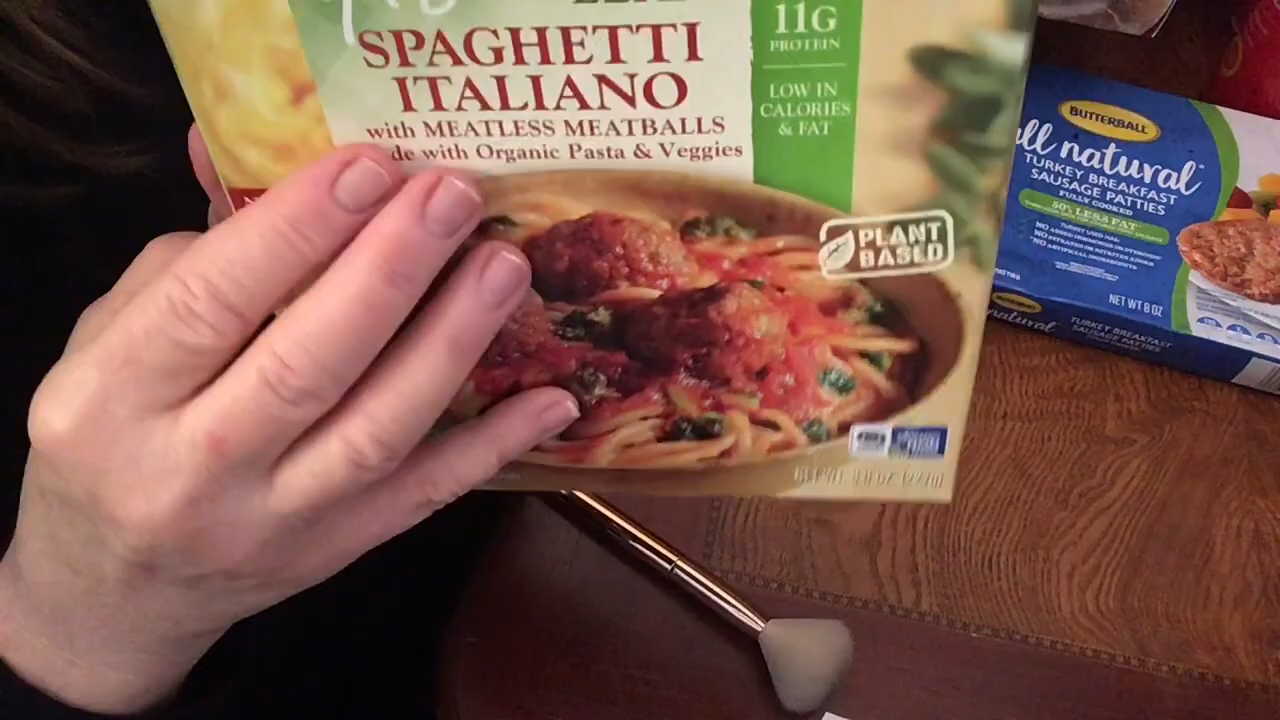 SPAGHETTI
ITALIANO
with MEATLESS MEATBALLS
de with Organic Pasta & Veggies
11G
PROTEIN
LOW IN
CALORIES
& FAT
PLANT
BASED
BUTTERBALL
all natural
TURKEY BREAKFAST
SAUSAGE PATTIES
FULLY COOKED
50% LESS FAT
NET WT 8 OZ
natural
TURKEY BREAKFAST
SAUSAGE PATTIES